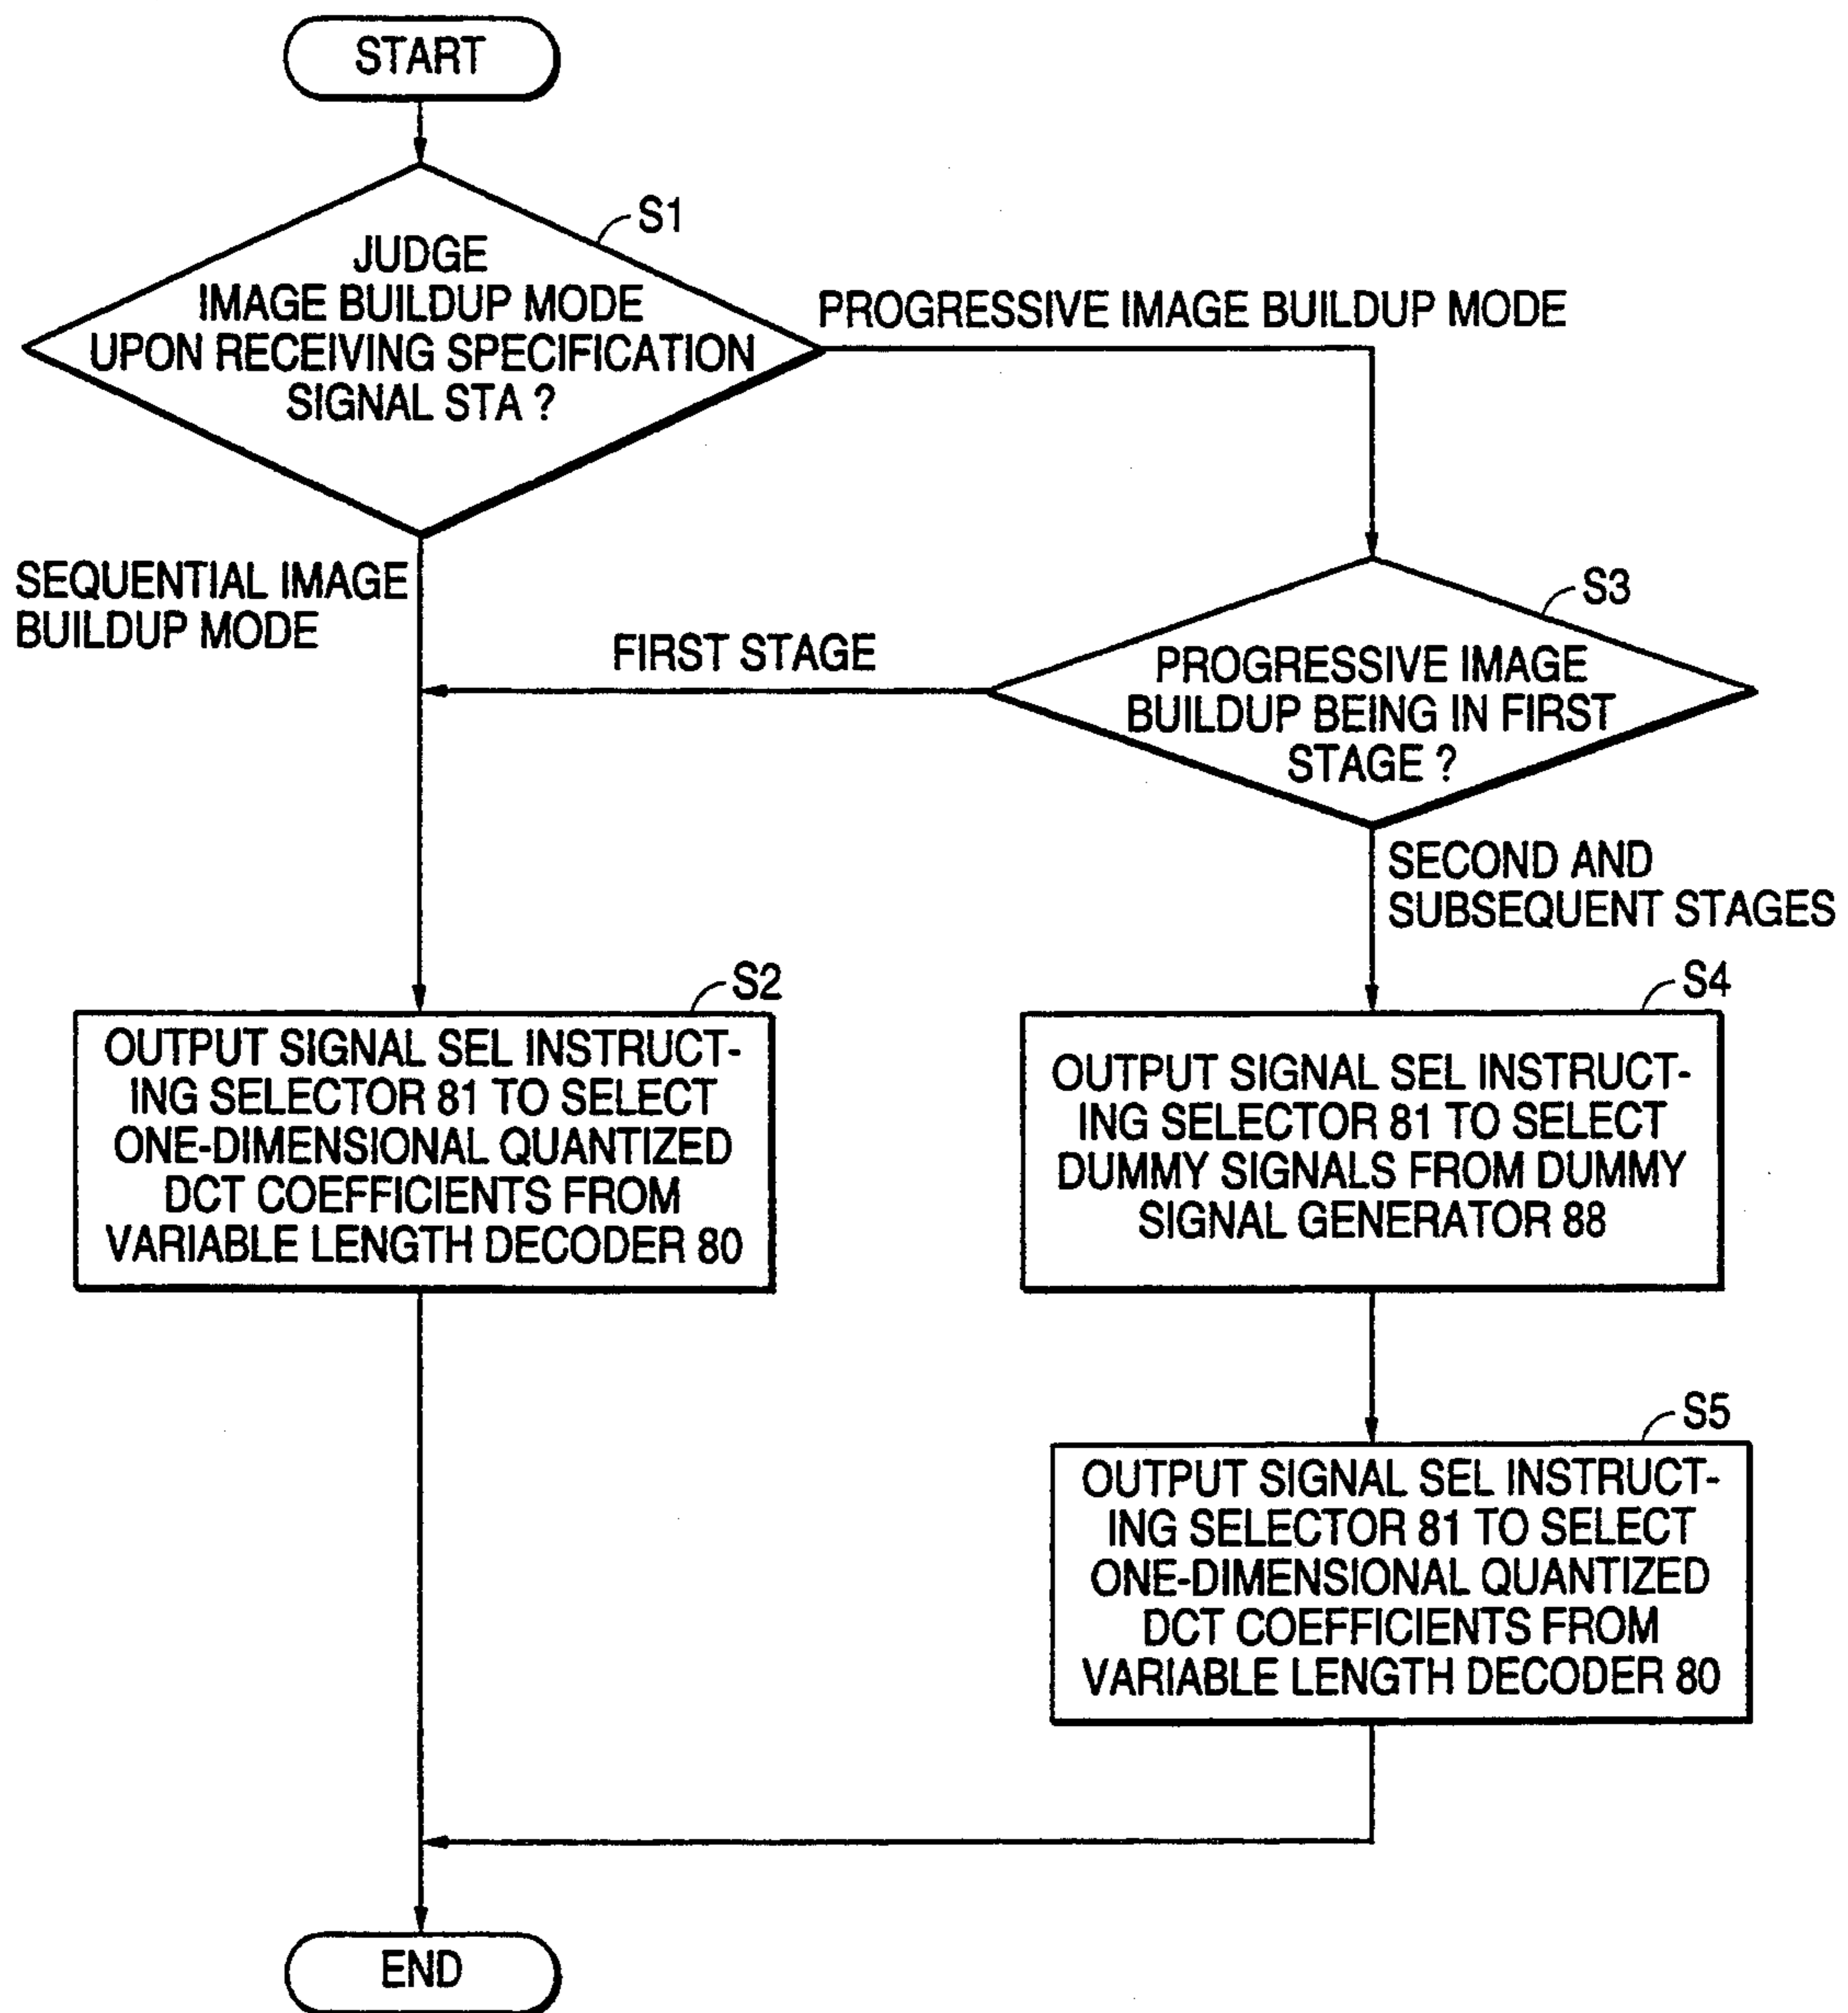 START
S1
JUDGE
IMAGE BUILDUP MODE
UPON RECEIVING SPECIFICATION
SIGNAL STA ?
PROGRESSIVE IMAGE BUILDUP MODE
SEQUENTIAL IMAGE
BUILDUP MODE
S3
FIRST STAGE
PROGRESSIVE IMAGE
BUILDUP BEING IN FIRST
STAGE ?
SECOND AND
SUBSEQUENT STAGES
S2
OUTPUT SIGNAL SEL INSTRUCT-
ING SELECTOR 81 TO SELECT
ONE-DIMENSIONAL QUANTIZED
DCT COEFFICIENTS FROM
VARIABLE LENGTH DECODER 80
S4
OUTPUT SIGNAL SEL INSTRUCT-
ING SELECTOR 81 TO SELECT
DUMMY SIGNALS FROM DUMMY
SIGNAL GENERATOR 88
S5
OUTPUT SIGNAL SEL INSTRUCT-
ING SELECTOR 81 TO SELECT
ONE-DIMENSIONAL QUANTIZED
DCT COEFFICIENTS FROM
VARIABLE LENGTH DECODER 80
END